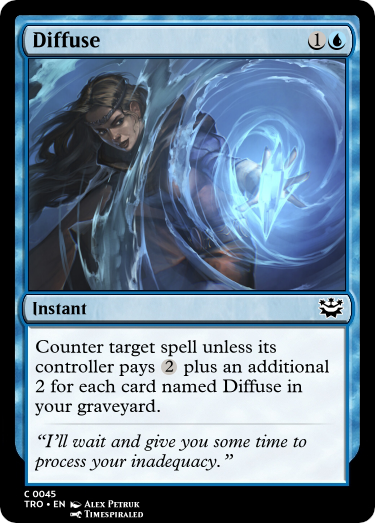 Diffuse 1
Instant
Counter target spell unless its
controller pays 2 plus an additional
2 for each card named Diffuse in
your graveyard.
“I’ll wait and give you some time to
process your inadequacy.”
C 0045
TRO • EN Alex Petruk
Timespiraled